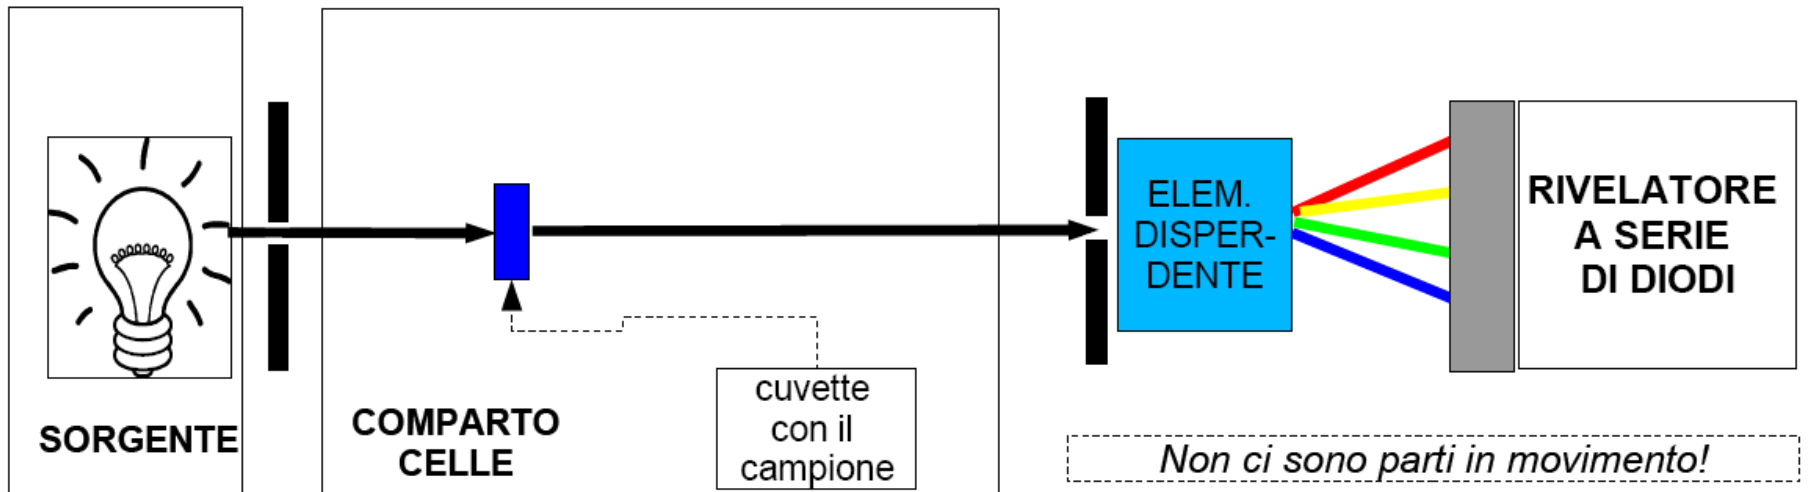 SORGENTE
COMPARTO
CELLE
cuvette
con il
campione
ELEM.
DISPER-
DENTE
RIVELATORE
A SERIE
DI DIODI
Non ci sono parti in movimento!